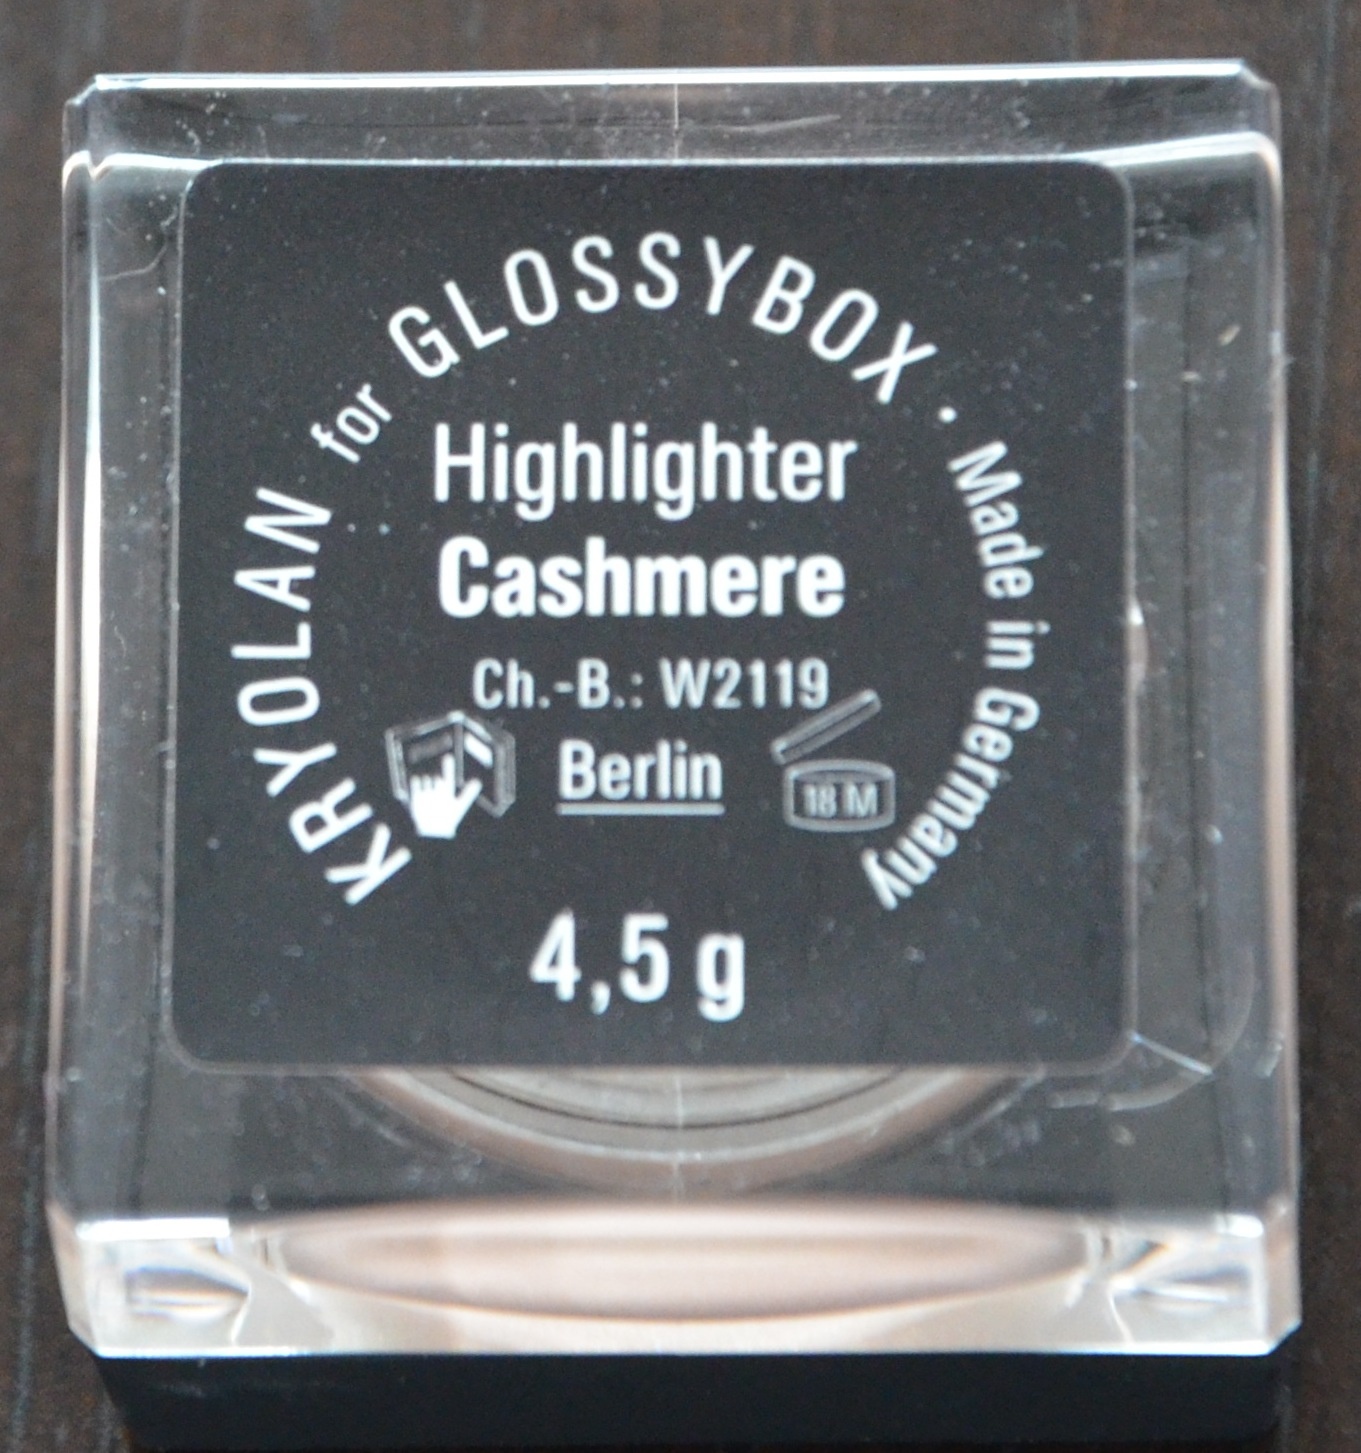 KRYOLAN for GLOSSYBOX · Made in Germany
Highlighter
Cashmere
Ch.-B.: W2119
Berlin
18 M
4,5 g